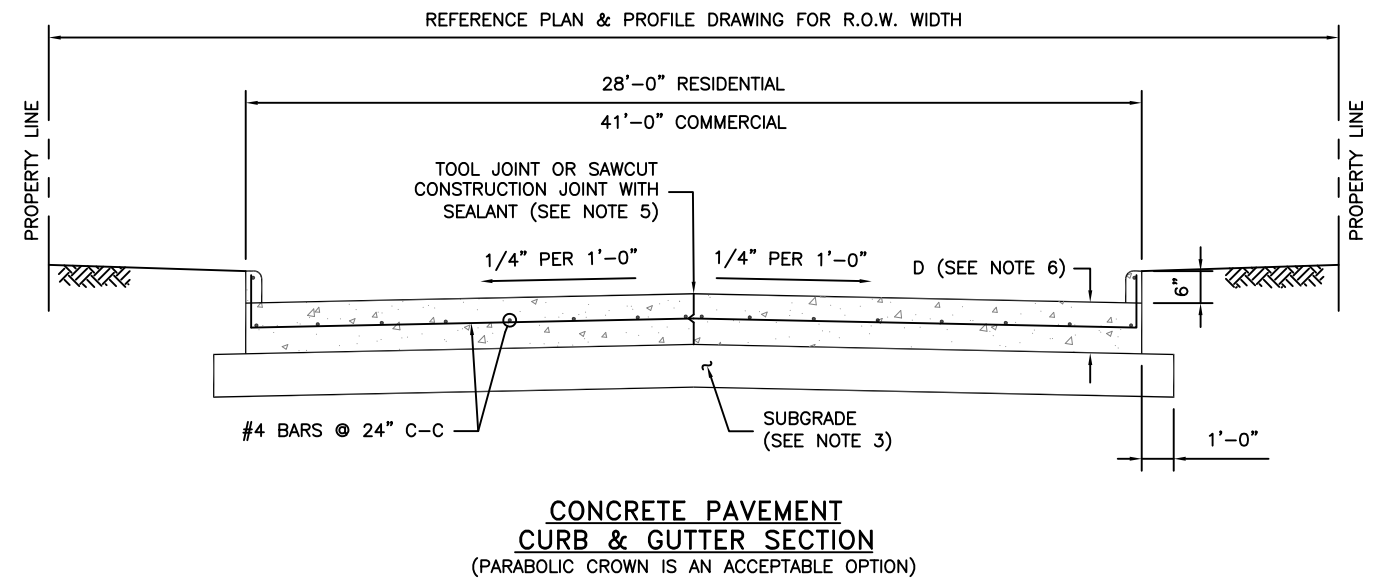 REFERENCE PLAN & PROFILE DRAWING FOR R.O.W. WIDTH
28'-0" RESIDENTIAL
41'-0" COMMERCIAL
PROPERTY LINE
PROPERTY LINE
TOOL JOINT OR SAWCUT
CONSTRUCTION JOINT WITH
SEALANT (SEE NOTE 5)
1/4" PER 1'-0"
1/4" PER 1'-0"
D (SEE NOTE 6)
6"
#4 BARS @ 24" C-C
SUBGRADE
(SEE NOTE 3)
1'-0"
CONCRETE PAVEMENT
CURB & GUTTER SECTION
(PARABOLIC CROWN IS AN ACCEPTABLE OPTION)